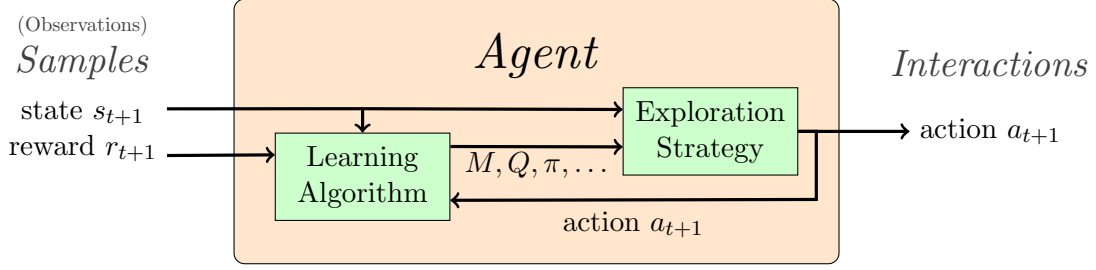 (Observations)
Samples
state s_{t+1}
reward r_{t+1}
Agent
Learning
Algorithm
M, Q, π, ...
Exploration
Strategy
action a_{t+1}
Interactions
action a_{t+1}